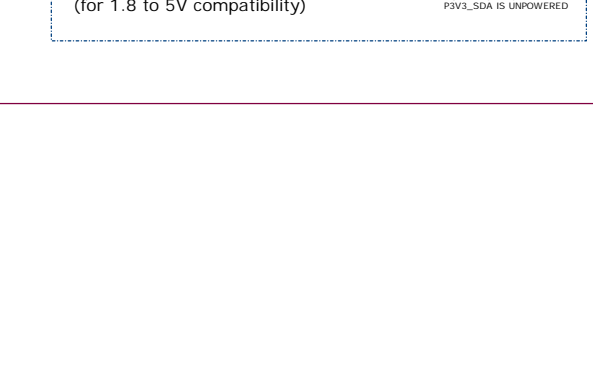 (for 1.8 to 5V compatibility)
P3V3_SDA IS UNPOWERED